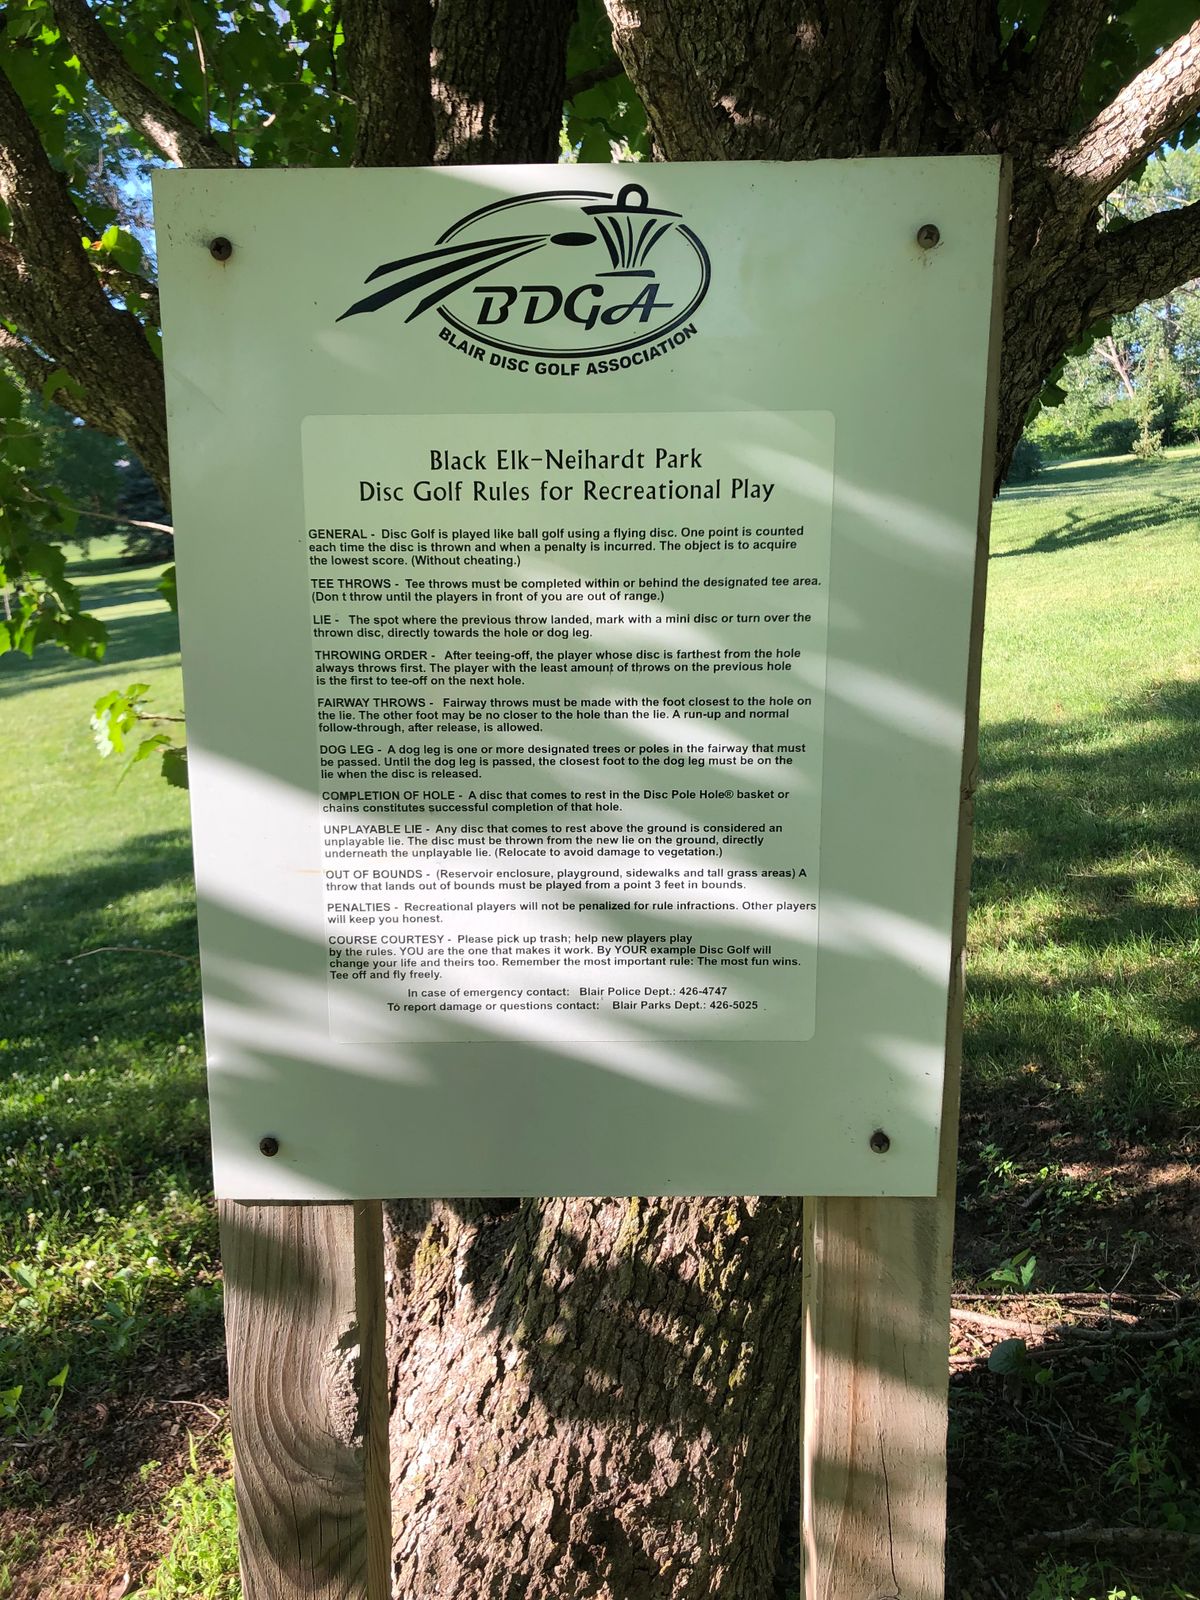 BDGA
BLAIR DISC GOLF ASSOCIATION
Black Elk-Neihardt Park
Disc Golf Rules for Recreational Play
GENERAL - Disc Golf is played like ball golf using a flying disc. One point is counted
each time the disc is thrown and when a penalty is incurred. The object is to acquire
the lowest score. (Without cheating.)
TEE THROWS - Tee throws must be completed within or behind the designated tee area.
(Don t throw until the players in front of you are out of range.)
LIE - The spot where the previous throw landed, mark with a mini disc or turn over the
thrown disc, directly towards the hole or dog leg.
THROWING ORDER - After teeing-off, the player whose disc is farthest from the hole
always throws first. The player with the least amount of throws on the previous hole
is the first to tee-off on the next hole.
FAIRWAY THROWS - Fairway throws must be made with the foot closest to the hole on
the lie. The other foot may be no closer to the hole than the lie. A run-up and normal
follow-through, after release, is allowed.
DOG LEG - A dog leg is one or more designated trees or poles in the fairway that must
be passed. Until the dog leg is passed, the closest foot to the dog leg must be on the
lie when the disc is released.
COMPLETION OF HOLE - A disc that comes to rest in the Disc Pole Hole® basket or
chains constitutes successful completion of that hole.
UNPLAYABLE LIE - Any disc that comes to rest above the ground is considered an
unplayable lie. The disc must be thrown from the new lie on the ground, directly
underneath the unplayable lie. (Relocate to avoid damage to vegetation.)
OUT OF BOUNDS - (Reservoir enclosure, playground, sidewalks and tall grass areas) A
throw that lands out of bounds must be played from a point 3 feet in bounds.
PENALTIES - Recreational players will not be penalized for rule infractions. Other players
will keep you honest.
COURSE COURTESY - Please pick up trash; help new players play
by the rules. YOU are the one that makes it work. By YOUR example Disc Golf will
change your life and theirs too. Remember the most important rule: The most fun wins.
Tee off and fly freely.
In case of emergency contact: Blair Police Dept.: 426-4747
To report damage or questions contact: Blair Parks Dept.: 426-5025